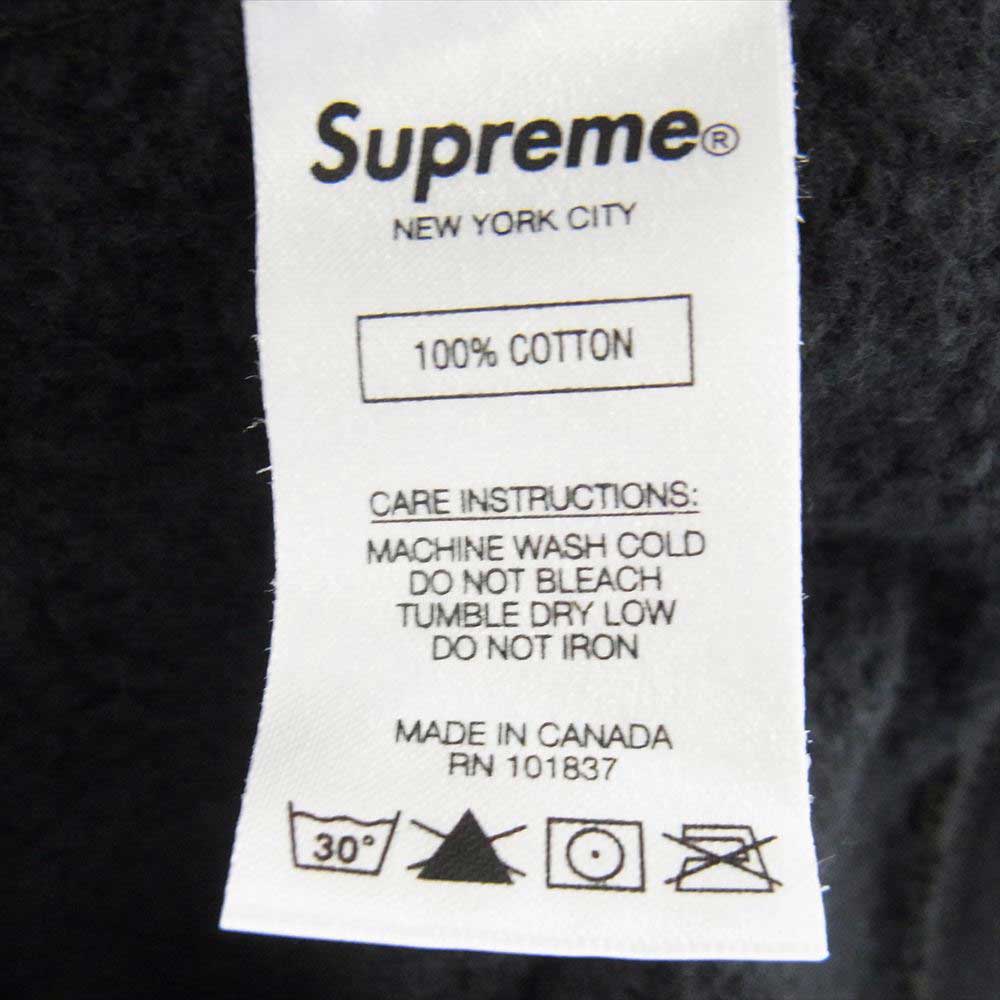 Supreme®
NEW YORK CITY
100% COTTON
CARE INSTRUCTIONS:
MACHINE WASH COLD
DO NOT BLEACH
TUMBLE DRY LOW
DO NOT IRON
MADE IN CANADA
RN 101837
30°